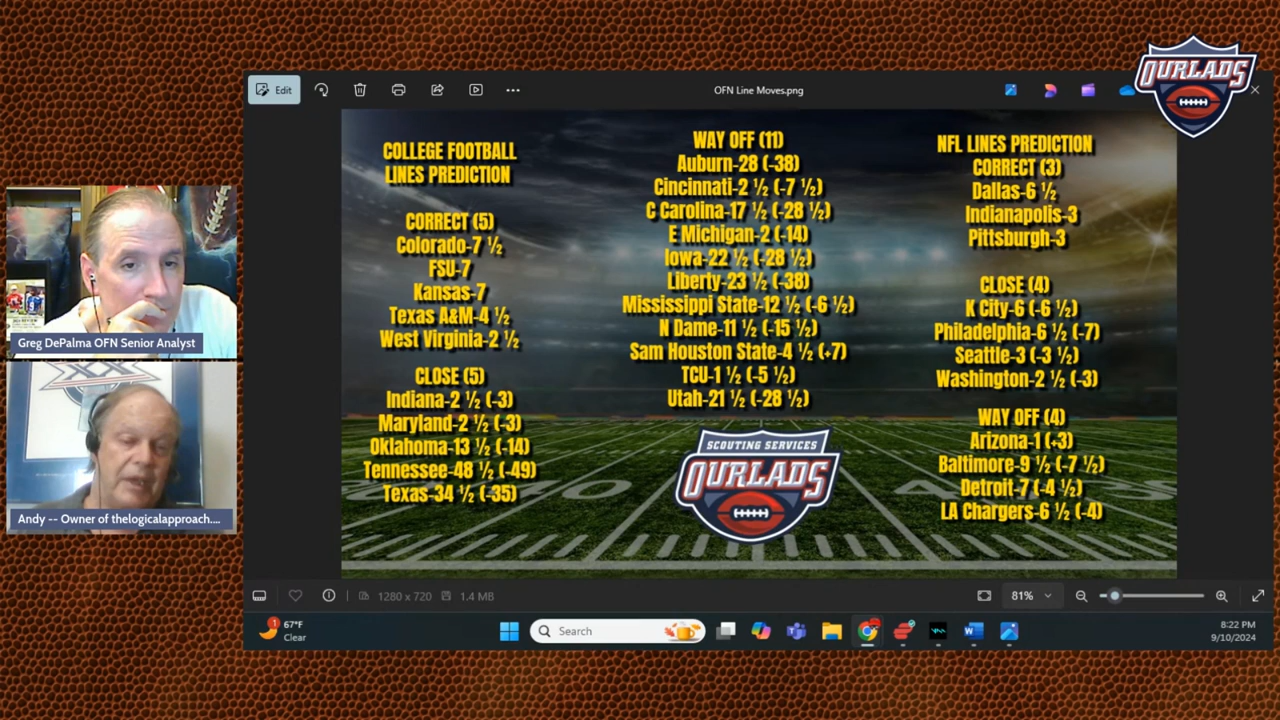 OURLADS
Edit
OFN Line Moves.png
COLLEGE FOOTBALL
LINES PREDICTION
CORRECT (5)
Colorado-7 ½
FSU-7
Kansas-7
Texas A&M-4 ½
West Virginia-2 ½
CLOSE (5)
Indiana-2 ½ (-3)
Maryland-2 ½ (-3)
Oklahoma-13 ½ (-14)
Tennessee-48 ½ (-49)
Texas-34 ½ (-35)
WAY OFF (11)
Auburn-28 (-38)
Cincinnati-2 ½ (-7 ½)
C Carolina-17 ½ (-28 ½)
E Michigan-2 (-14)
Iowa-22 ½ (-28 ½)
Liberty-23 ½ (-38)
Mississippi State-12 ½ (-6 ½)
N Dame-11 ½ (-15 ½)
Sam Houston State-4 ½ (+7)
TCU-1 ½ (-5 ½)
Utah-21 ½ (-28 ½)
SCOUTING SERVICES
OURLADS
NFL LINES PREDICTION
CORRECT (3)
Dallas-6 ½
Indianapolis-3
Pittsburgh-3
CLOSE (4)
K City-6 (-6 ½)
Philadelphia-6 ½ (-7)
Seattle-3 (-3 ½)
Washington-2 ½ (-3)
WAY OFF (4)
Arizona-1 (+3)
Baltimore-9 ½ (-7 ½)
Detroit-7 (-4 ½)
LA Chargers-6 ½ (-4)
Greg DePalma OFN Senior Analyst
Andy -- Owner of thelogicalapproach....
1280 x 720
1.4 MB
81%
1
67°F
Clear
Search
8:22 PM
9/10/2024